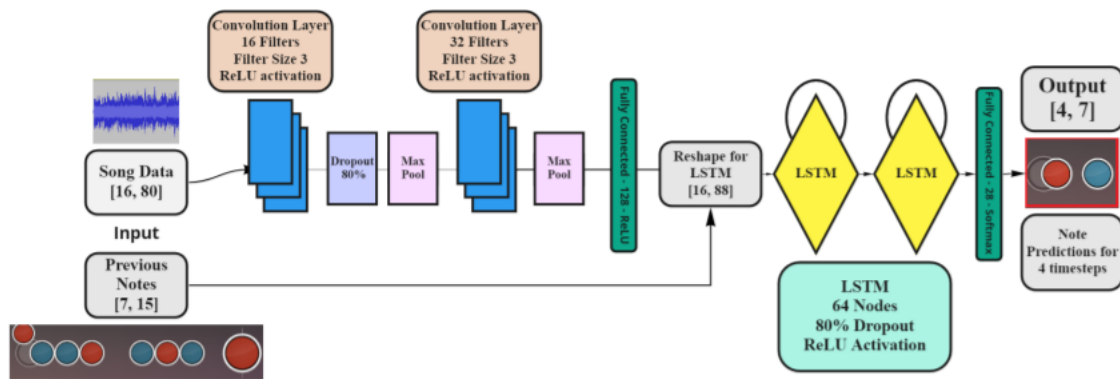 Convolution Layer
16 Filters
Filter Size 3
ReLU activation
Convolution Layer
32 Filters
Filter Size 3
ReLU activation
Song Data
[16, 80]
Input
Previous
Notes
[7, 15]
Dropout
80%
Max
Pool
Max
Pool
Fully Connected - 128 - ReLU
Reshape for
LSTM
[16, 88]
LSTM
LSTM
LSTM
64 Nodes
80% Dropout
ReLU Activation
Fully Connected - 28 - Softmax
Output
[4, 7]
Note
Predictions for
4 timesteps